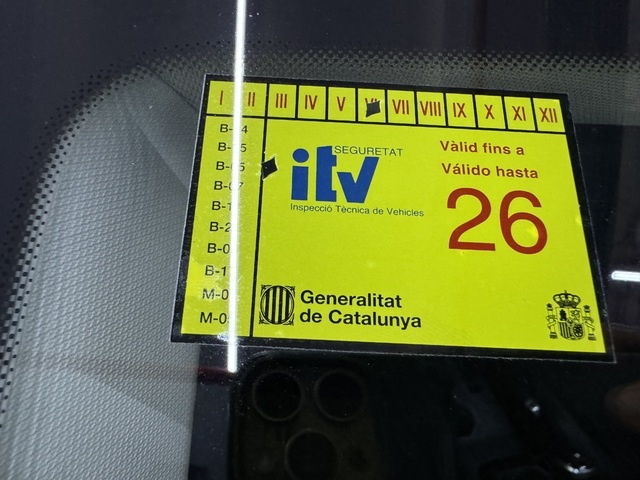 I II III IV V VII VIII IX X XI XII
B-
B-
B-
B-07
B-
B-
B-
B-
M-
M-
SEGURETAT
itv
Inspecció Tècnica de Vehicles
Vàlid fins a
Válido hasta
26
Generalitat
de Catalunya